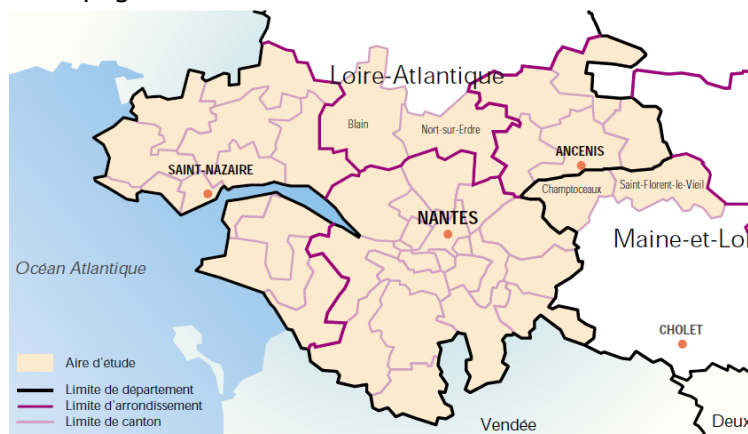 Loire-Atlantique
Blain
Nort-sur-Erdre
ANCENIS
SAINT-NAZAIRE
Champtoceaux
Saint-Florent-le-Vieil
NANTES
Maine-et-Lo
Océan Atlantique
CHOLET
Aire d'étude
Limite de département
Limite d'arrondissement
Limite de canton
Vendée
Deux